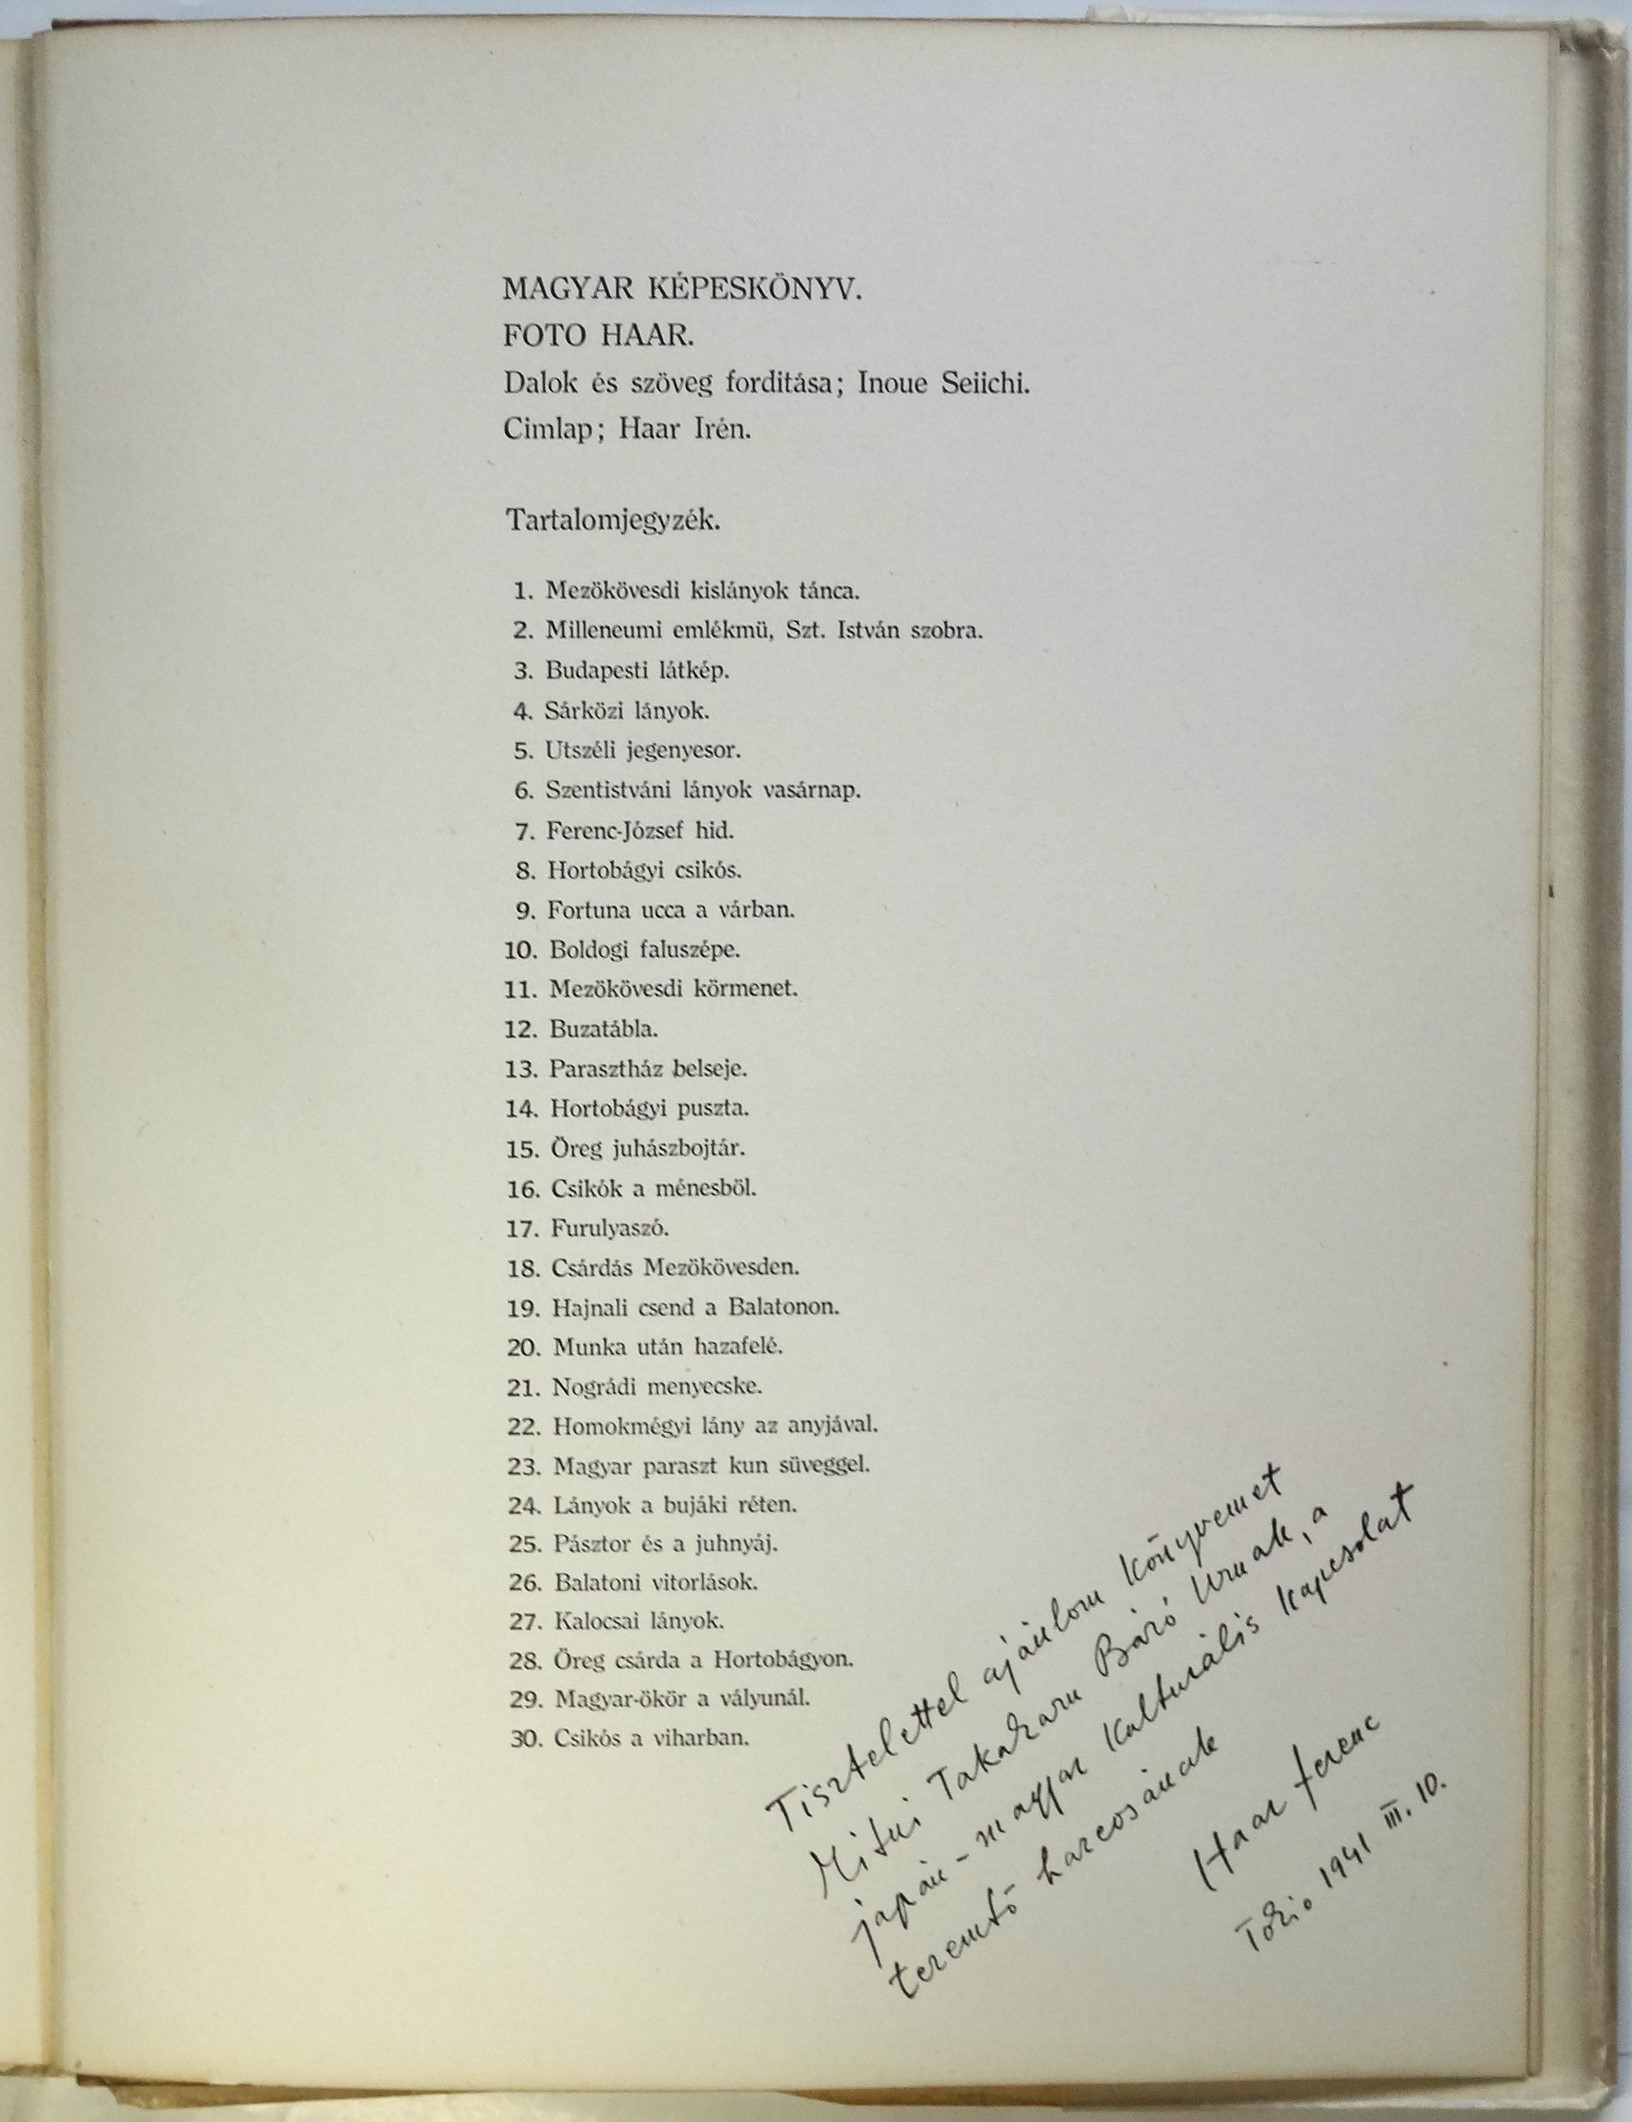 MAGYAR KÉPESKÖNYV.
FOTO HAAR.
Dalok és szöveg forditása; Inoue Seiichi.
Cimlap; Haar Irén.
Tartalomjegyzék.
1. Mezökövesdi kislányok tánca.
2. Milleneumi emlékmü, Szt. István szobra.
3. Budapesti látkép.
4. Sárközi lányok.
5. Utszéli jegenyesor.
6. Szentistváni lányok vasárnap.
7. Ferenc-József hid.
8. Hortobágyi csikós.
9. Fortuna ucca a várban.
10. Boldogi faluszépe.
11. Mezökövesdi körmenet.
12. Buzatábla.
13. Parasztház belseje.
14. Hortobágyi puszta.
15. Öreg juhászbojtár.
16. Csikók a ménesböl.
17. Furulyaszó.
18. Csárdás Mezökövesden.
19. Hajnali csend a Balatonon.
20. Munka után hazafelé.
21. Nográdi menyecske.
22. Homokmégyi lány az anyjával.
23. Magyar paraszt kun süveggel.
24. Lányok a bujáki réten.
25. Pásztor és a juhnyáj.
26. Balatoni vitorlások.
27. Kalocsai lányok.
28. Öreg csárda a Hortobágyon.
29. Magyar-ökör a vályunál.
30. Csikós a viharban.
Tisztelettel ajánlom könyvemet
Mitui Takaharu Báró Urnak, a
japán-magyar kulturális kapcsolat
teremtő harcosának
Haar Ferenc
Tókio 1941 III. 10.